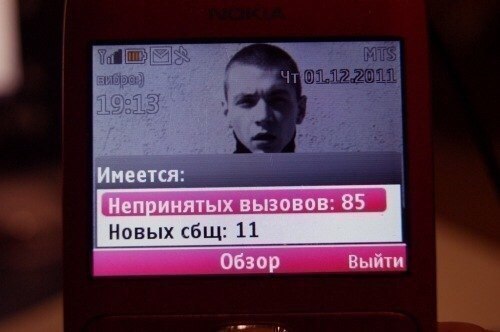 NOKIA
MTS
вибро:)
Чт 01.12.2011
19:13
Имеется:
Непринятых вызовов: 85
Новых сбщ: 11
Обзор
Выйти